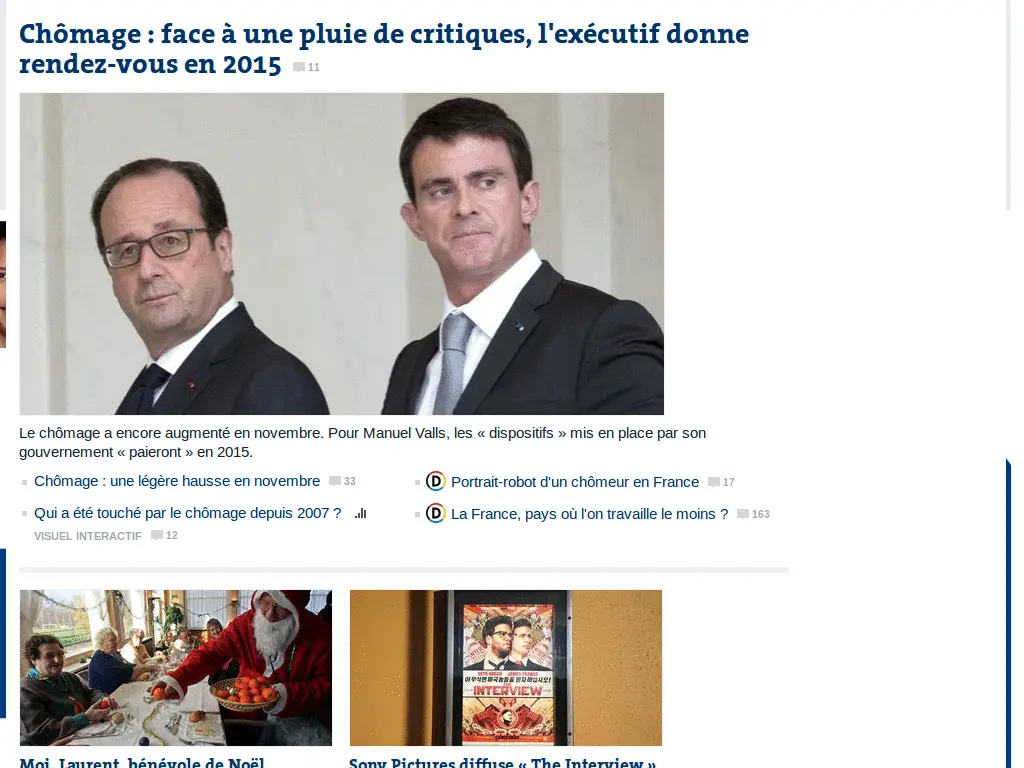 Chômage : face à une pluie de critiques, l'exécutif donne
rendez-vous en 2015 11
Le chômage a encore augmenté en novembre. Pour Manuel Valls, les « dispositifs » mis en place par son
gouvernement « paieront » en 2015.
Chômage : une légère hausse en novembre 33
Portrait-robot d'un chômeur en France 17
Qui a été touché par le chômage depuis 2007 ?
VISUEL INTERACTIF 12
La France, pays où l'on travaille le moins ? 163
SETH ROGEN JAMES FRANCO
THE
INTERVIEW
Moi, Laurent, bénévole de Noël
Sony Pictures diffuse « The Interview »